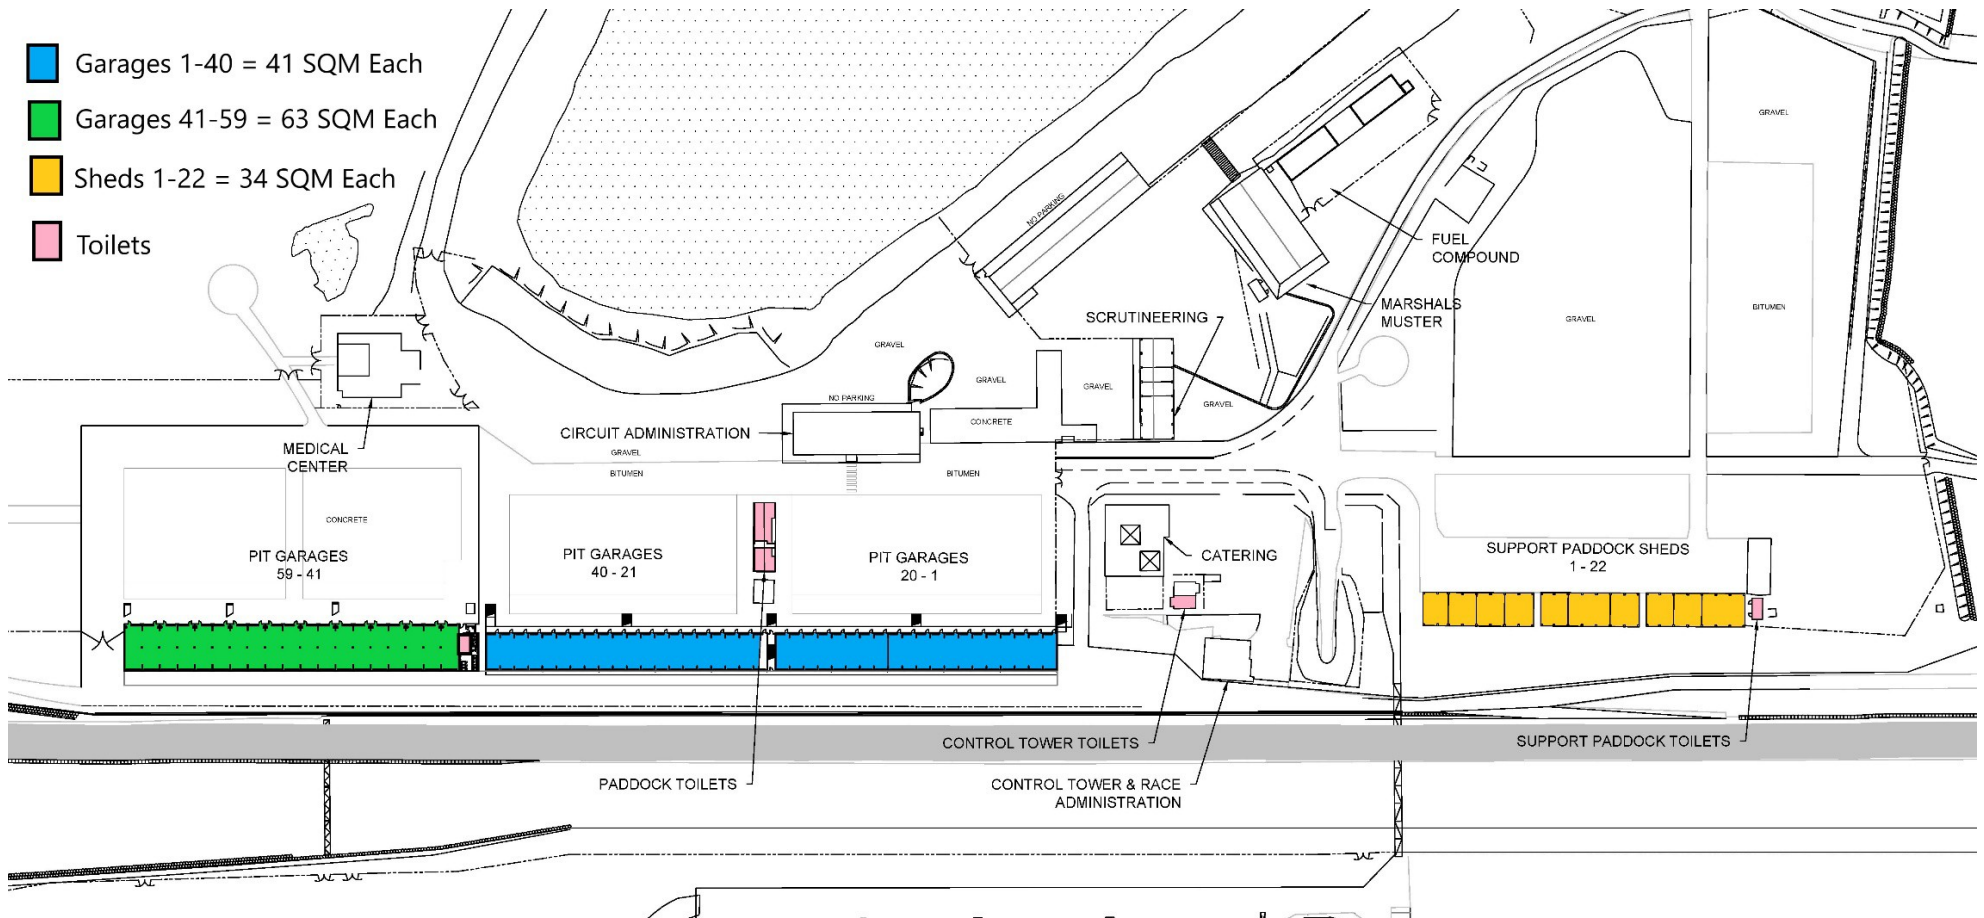 Garages 1-40 = 41 SQM Each
Garages 41-59 = 63 SQM Each
Sheds 1-22 = 34 SQM Each
Toilets
GRAVEL
NO PARKING
FUEL
COMPOUND
MARSHALS
MUSTER
SCRUTINEERING
GRAVEL
BITUMEN
GRAVEL
GRAVEL
GRAVEL
GRAVEL
NO PARKING
CONCRETE
CIRCUIT ADMINISTRATION
MEDICAL
CENTER
GRAVEL
BITUMEN
BITUMEN
CONCRETE
PIT GARAGES
59 - 41
PIT GARAGES
40 - 21
PIT GARAGES
20 - 1
CATERING
SUPPORT PADDOCK SHEDS
1 - 22
CONTROL TOWER TOILETS
SUPPORT PADDOCK TOILETS
PADDOCK TOILETS
CONTROL TOWER & RACE
ADMINISTRATION